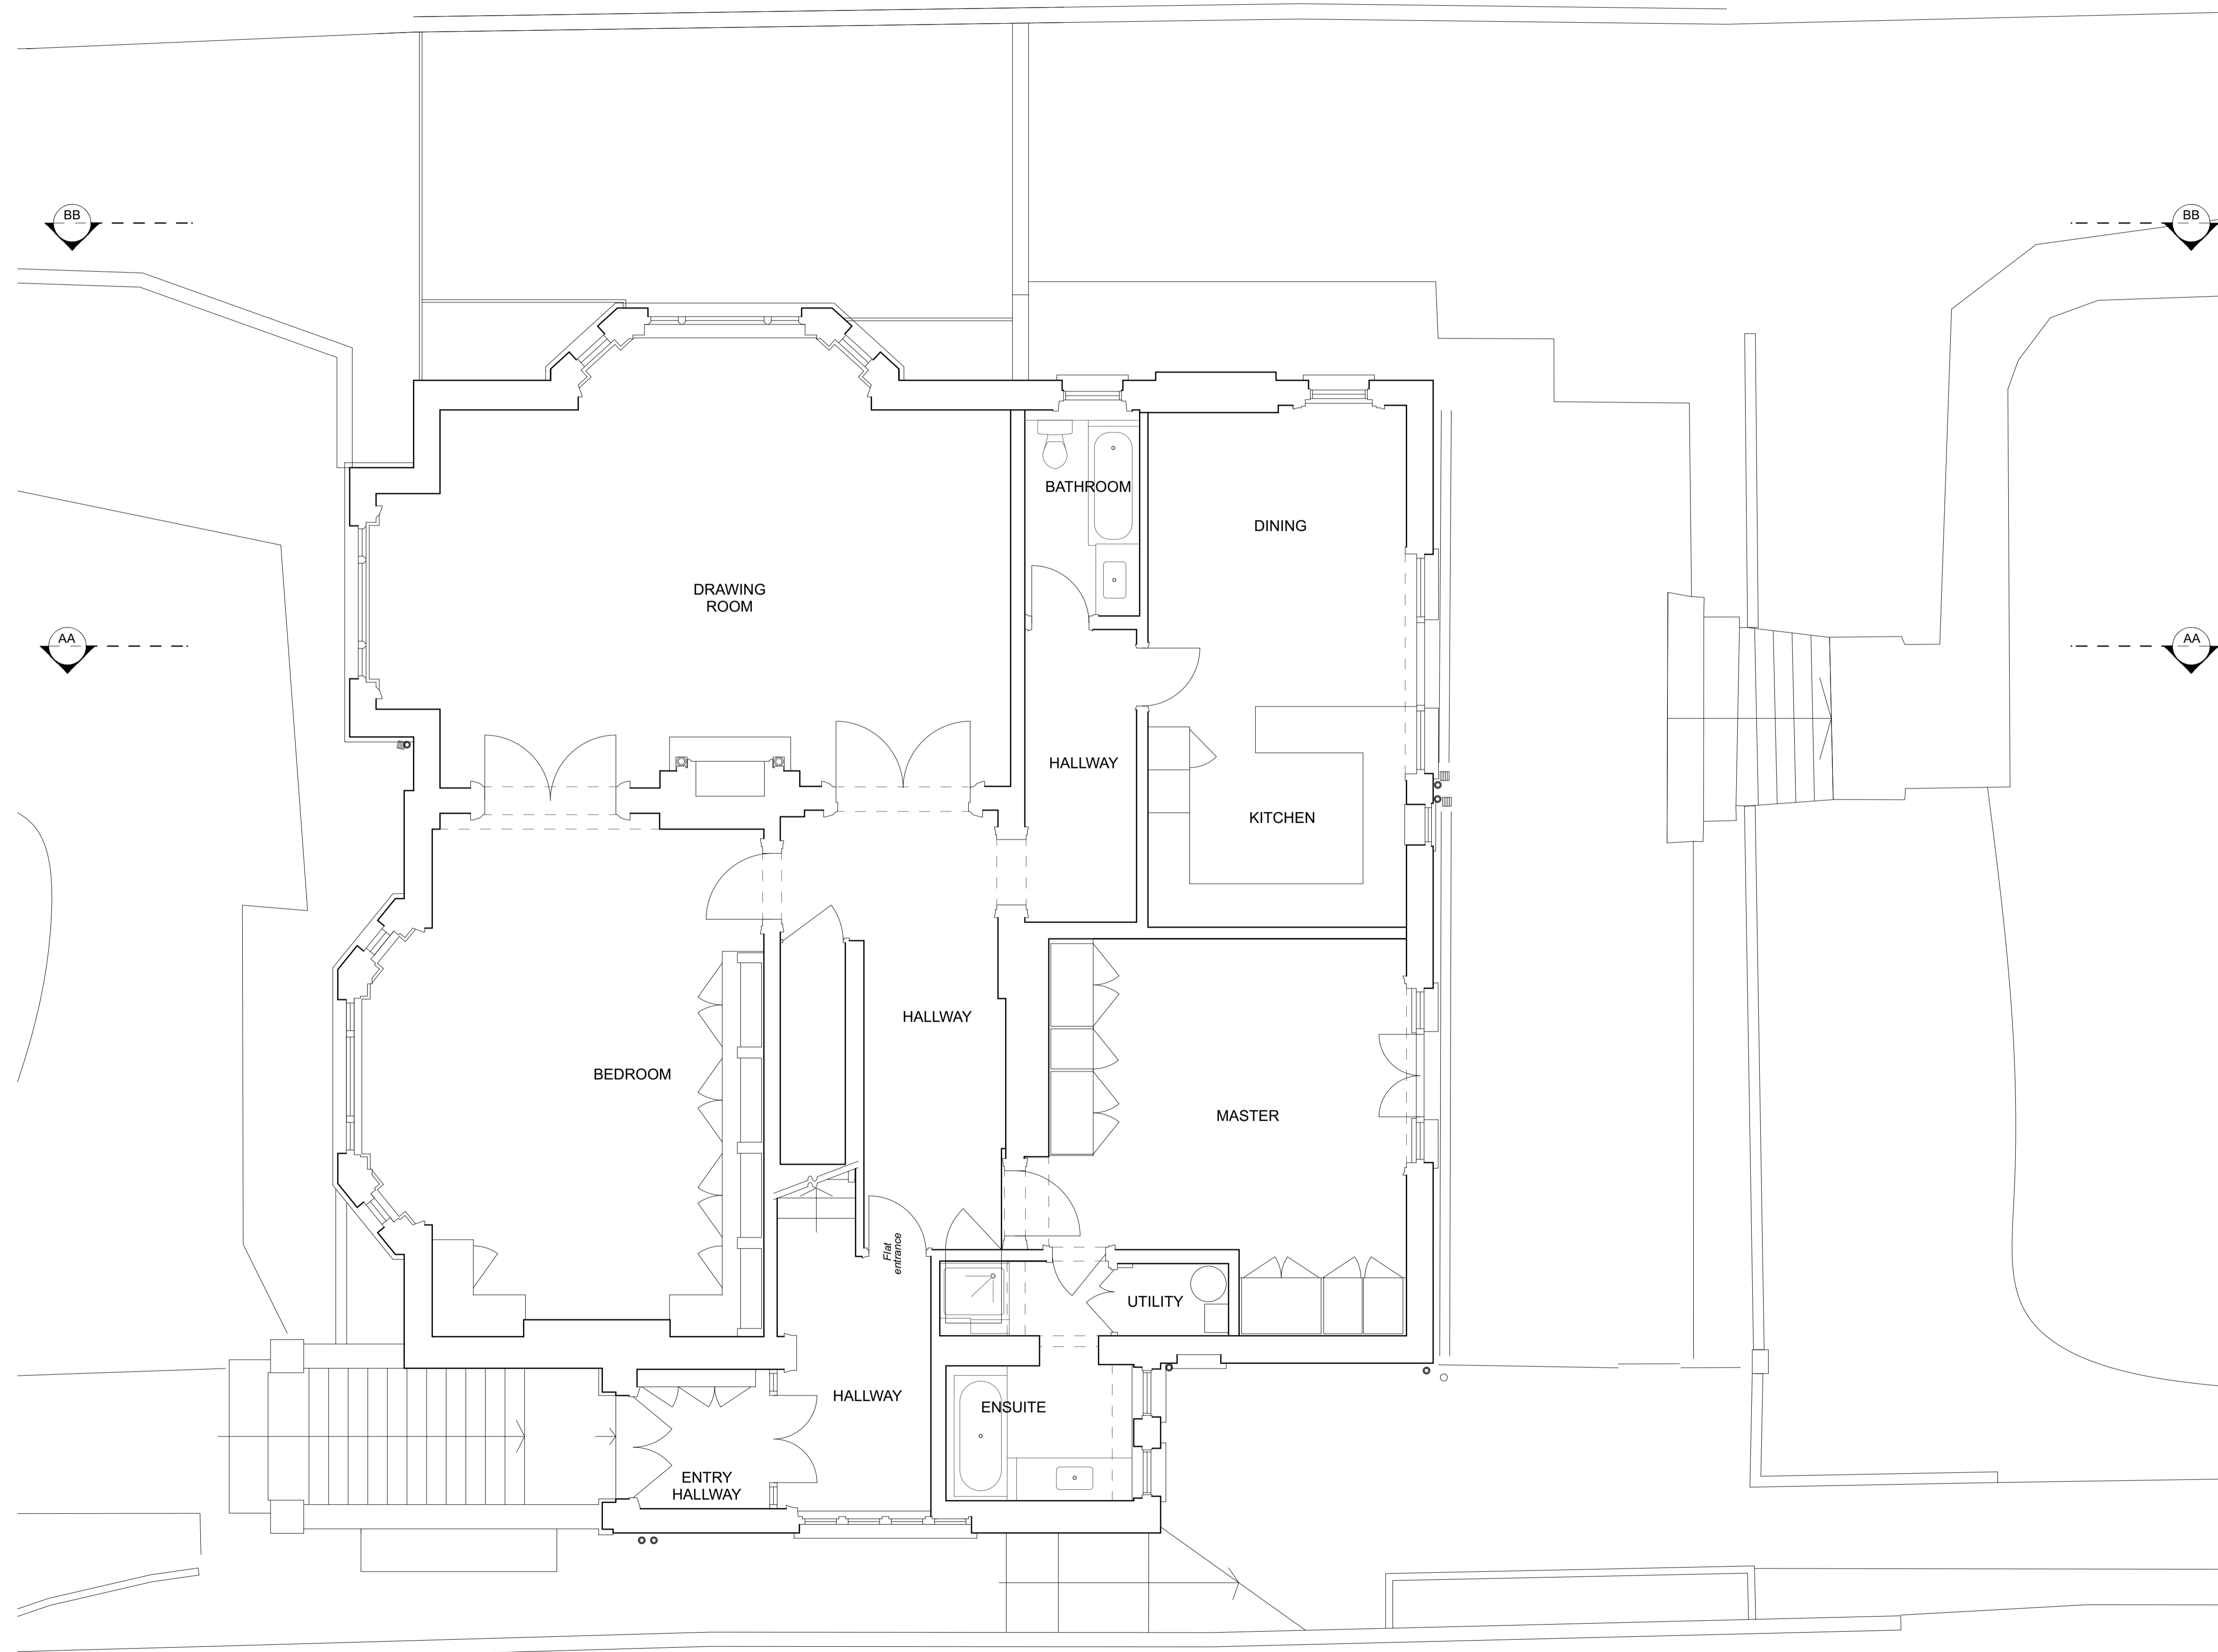 BB
BB
BATHROOM
DINING
DRAWING
ROOM
AA
AA
HALLWAY
KITCHEN
HALLWAY
BEDROOM
MASTER
Flat
entrance
UTILITY
HALLWAY
ENSUITE
ENTRY
HALLWAY